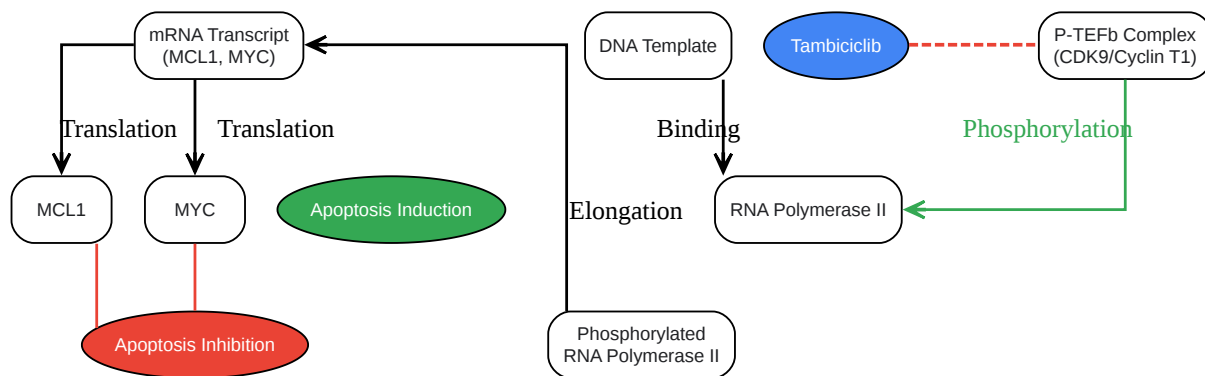 mRNA Transcript
(MCL1, MYC)
DNA Template
Tambiciclib
P-TEFb Complex
(CDK9/Cyclin T1)
Translation
Translation
Binding
Phosphorylation
MCL1
MYC
Apoptosis Induction
Elongation
RNA Polymerase II
Apoptosis Inhibition
Phosphorylated
RNA Polymerase II